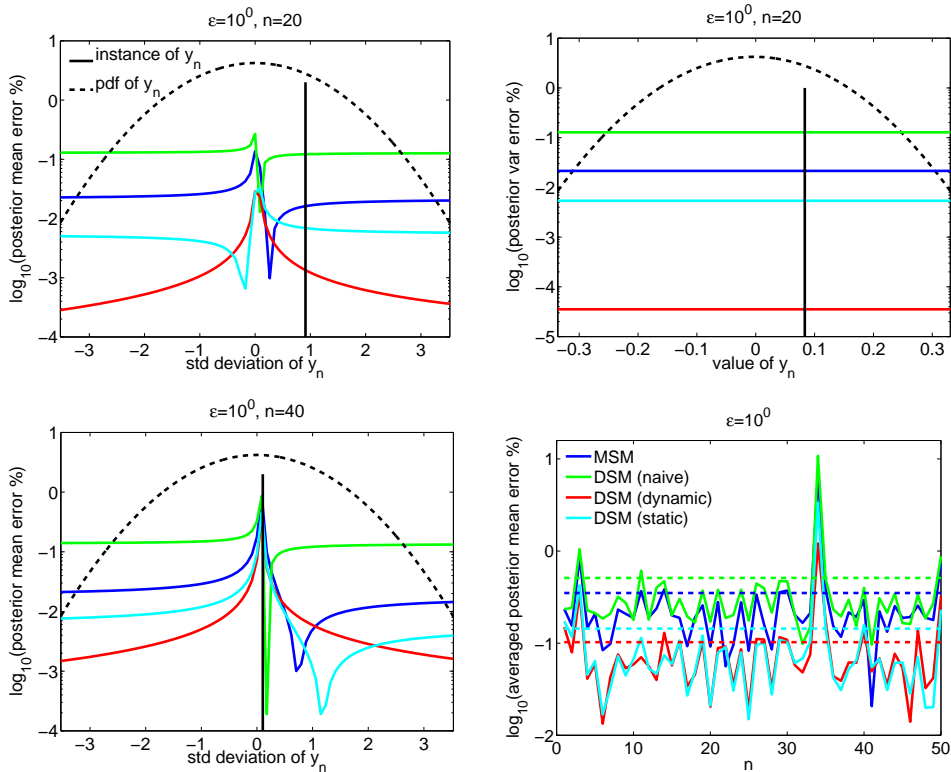 ε=10⁰, n=20
log₁₀(posterior mean error %)
1
0
−1
−2
−3
−4
instance of yₙ
pdf of yₙ
−3 −2 −1 0 1 2 3
std deviation of yₙ
ε=10⁰, n=20
log₁₀(posterior var error %)
1
0
−1
−2
−3
−4
−5
−0.3 −0.2 −0.1 0 0.1 0.2 0.3
value of yₙ
ε=10⁰, n=40
log₁₀(posterior mean error %)
1
0
−1
−2
−3
−4
−3 −2 −1 0 1 2 3
std deviation of yₙ
ε=10⁰
log₁₀(averaged posterior mean error %)
1
0
−1
−2
MSM
DSM (naive)
DSM (dynamic)
DSM (static)
0 10 20 30 40 50
n